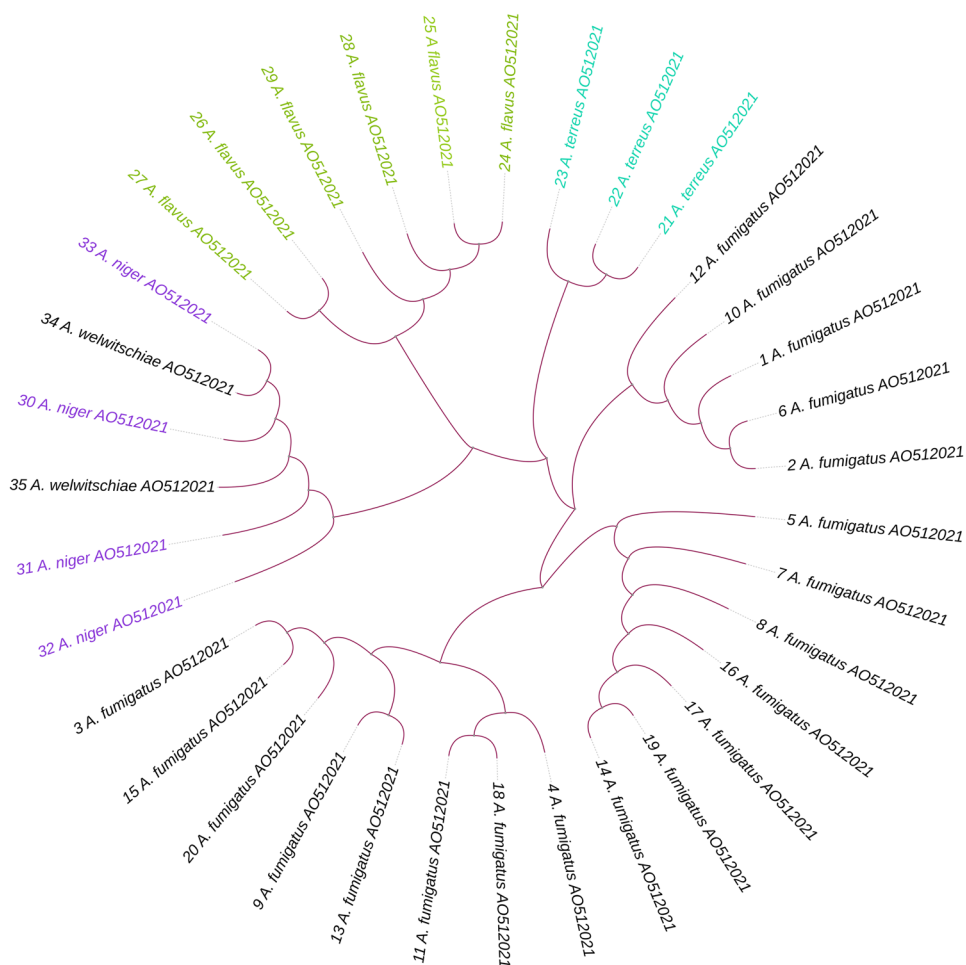 23 A. terreus AO512021
22 A. terreus AO512021
21 A. terreus AO512021
12 A. fumigatus AO512021
10 A. fumigatus AO512021
1 A. fumigatus AO512021
6 A. fumigatus AO512021
2 A. fumigatus AO512021
5 A. fumigatus AO512021
7 A. fumigatus AO512021
8 A. fumigatus AO512021
16 A. fumigatus AO512021
17 A. fumigatus AO512021
19 A. fumigatus AO512021
14 A. fumigatus AO512021
4 A. fumigatus AO512021
18 A. fumigatus AO512021
11 A. fumigatus AO512021
13 A. fumigatus AO512021
9 A. fumigatus AO512021
20 A. fumigatus AO512021
15 A. fumigatus AO512021
3 A. fumigatus AO512021
32 A. niger AO512021
31 A. niger AO512021
35 A. welwitschiae AO512021
30 A. niger AO512021
34 A. welwitschiae AO512021
33 A. niger AO512021
27 A. flavus AO512021
26 A. flavus AO512021
29 A. flavus AO512021
28 A. flavus AO512021
25 A flavus AO512021
24 A. flavus AO512021